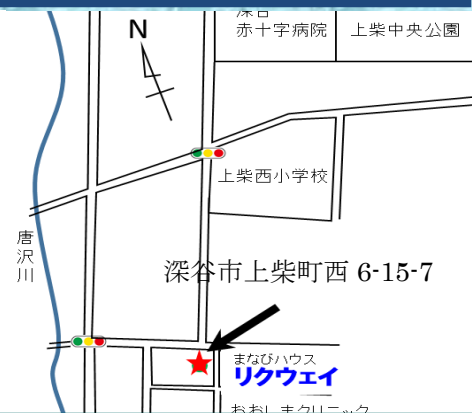 N
深谷
赤十字病院
上柴中央公園
上柴西小学校
唐沢川
深谷市上柴町西 6-15-7
まなびハウス
リクウェイ
おおしまクリニック